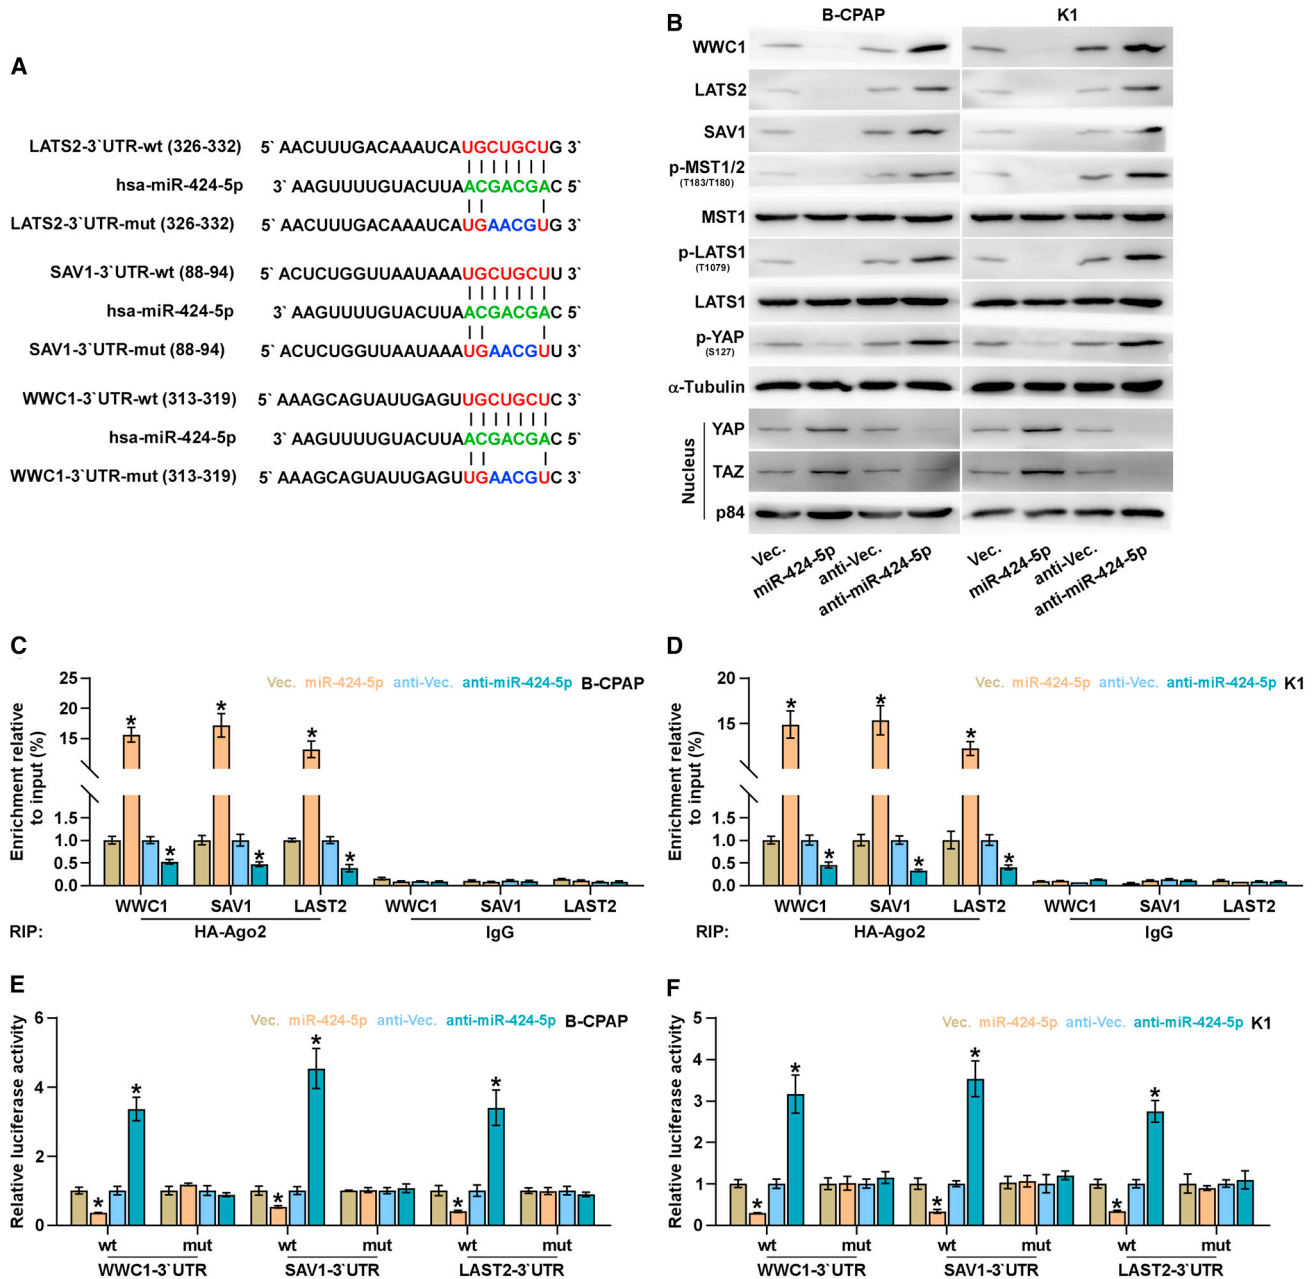 A
LATS2-3`UTR-wt (326-332) 5` AACUUUGACAAAUCAUGCUGCUG 3`
hsa-miR-424-5p 3` AAGUUUUGUACUUAACGACGAC 5`
LATS2-3`UTR-mut (326-332) 5` AACUUUGACAAAUCAUGAACGUG 3`
SAV1-3`UTR-wt (88-94) 5` ACUCUGGUUAAUAAAUGCUGCUU 3`
hsa-miR-424-5p 3` AAGUUUUGUACUUAACGACGAC 5`
SAV1-3`UTR-mut (88-94) 5` ACUCUGGUUAAUAAAUGAACGUU 3`
WWC1-3`UTR-wt (313-319) 5` AAAGCAGUAUUGAGUUGCUGCUC 3`
hsa-miR-424-5p 3` AAGUUUUGUACUUAACGACGAC 5`
WWC1-3`UTR-mut (313-319) 5` AAAGCAGUAUUGAGUUGAACGUC 3`
B
B-CPAP K1
WWC1
LATS2
SAV1
p-MST1/2
(T183/T180)
MST1
p-LATS1
(T1079)
LATS1
p-YAP
(S127)
α-Tubulin
Nucleus
YAP
TAZ
p84
Vec. miR-424-5p anti-Vec. anti-miR-424-5p Vec. miR-424-5p anti-Vec. anti-miR-424-5p
C
Vec. miR-424-5p anti-Vec. anti-miR-424-5p B-CPAP
Enrichment relative
to input (%)
25
20
15
1.5
1.0
0.5
0.0
* * *
* * *
WWC1 SAV1 LAST2 WWC1 SAV1 LAST2
RIP: HA-Ago2 IgG
D
Vec. miR-424-5p anti-Vec. anti-miR-424-5p K1
Enrichment relative
to input (%)
20
15
1.5
1.0
0.5
0.0
* * *
* * *
WWC1 SAV1 LAST2 WWC1 SAV1 LAST2
RIP: HA-Ago2 IgG
E
Vec. miR-424-5p anti-Vec. anti-miR-424-5p B-CPAP
Relative luciferase activity
6
4
2
0
* * *
* * *
wt mut wt mut wt mut
WWC1-3`UTR SAV1-3`UTR LAST2-3`UTR
F
Vec. miR-424-5p anti-Vec. anti-miR-424-5p K1
Relative luciferase activity
5
4
3
2
1
0
* * *
* * *
wt mut wt mut wt mut
WWC1-3`UTR SAV1-3`UTR LAST2-3`UTR